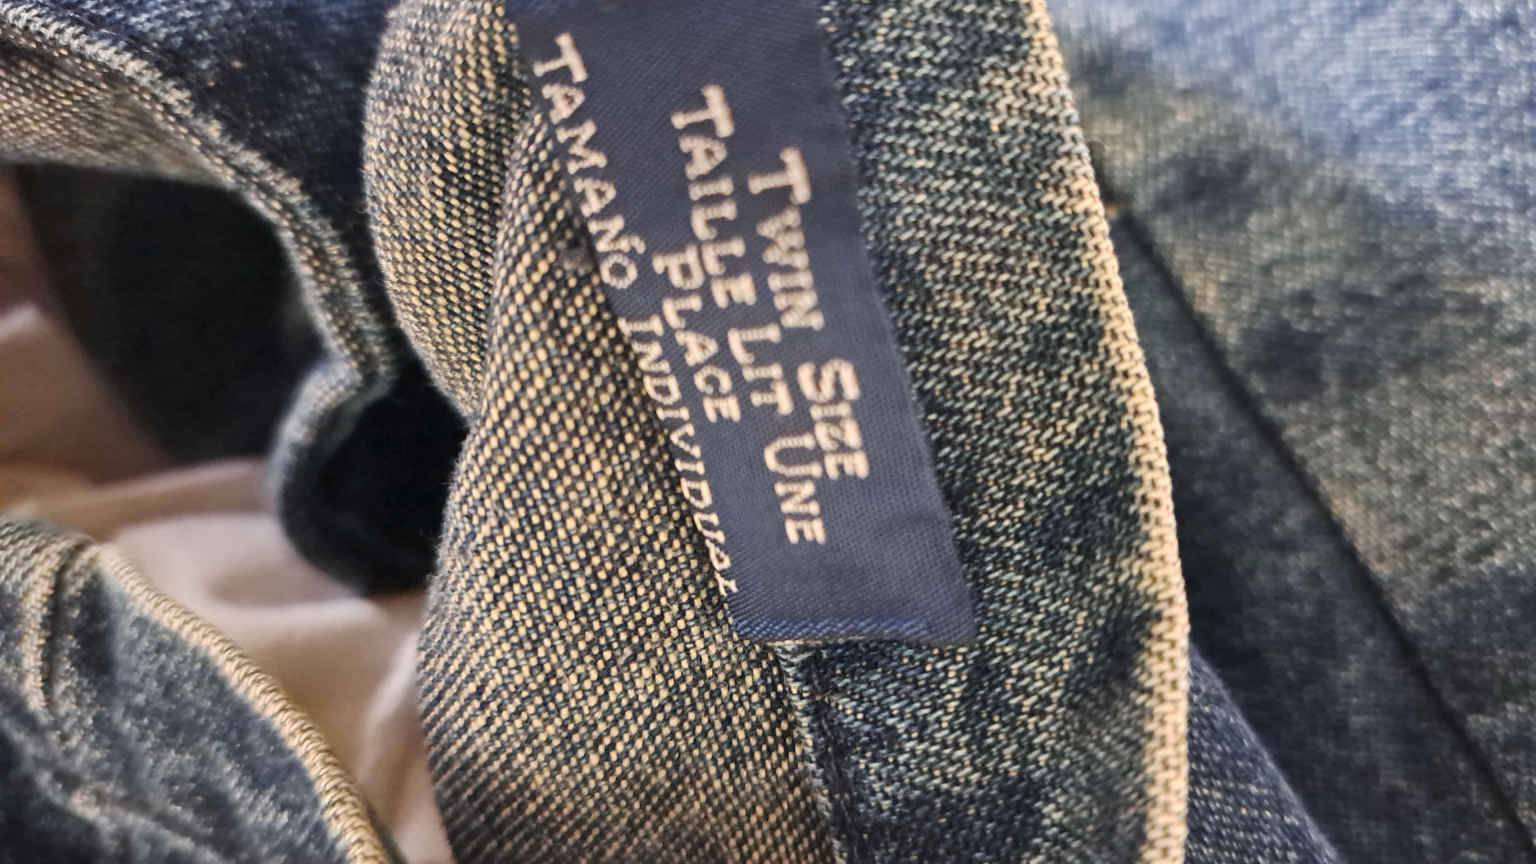 TWIN SIZE
TAILLE LIT UNE
PLACE
TAMAÑO INDIVIDUAL